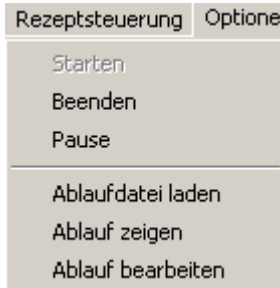 Rezeptsteuerung Optione
Starten
Beenden
Pause
Ablaufdatei laden
Ablauf zeigen
Ablauf bearbeiten